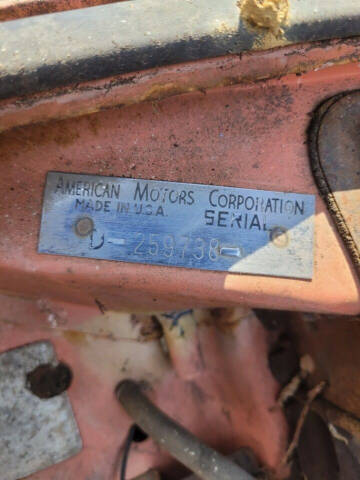 AMERICAN MOTORS CORPORATION
MADE IN U.S.A. SERIAL
D-259738-